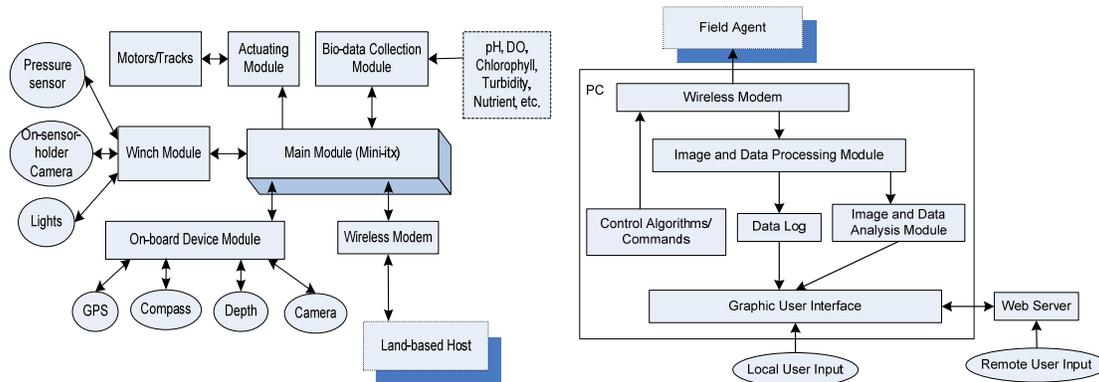 Motors/Tracks
Actuating
Module
Bio-data Collection
Module
pH, DO,
Chlorophyll,
Turbidity,
Nutrient, etc.
Pressure
sensor
On-sensor-
holder
Camera
Lights
Winch Module
Main Module (Mini-itx)
On-board Device Module
Wireless Modem
GPS
Compass
Depth
Camera
Land-based Host
Field Agent
PC
Wireless Modem
Image and Data Processing Module
Control Algorithms/
Commands
Data Log
Image and Data
Analysis Module
Graphic User Interface
Web Server
Local User Input
Remote User Input